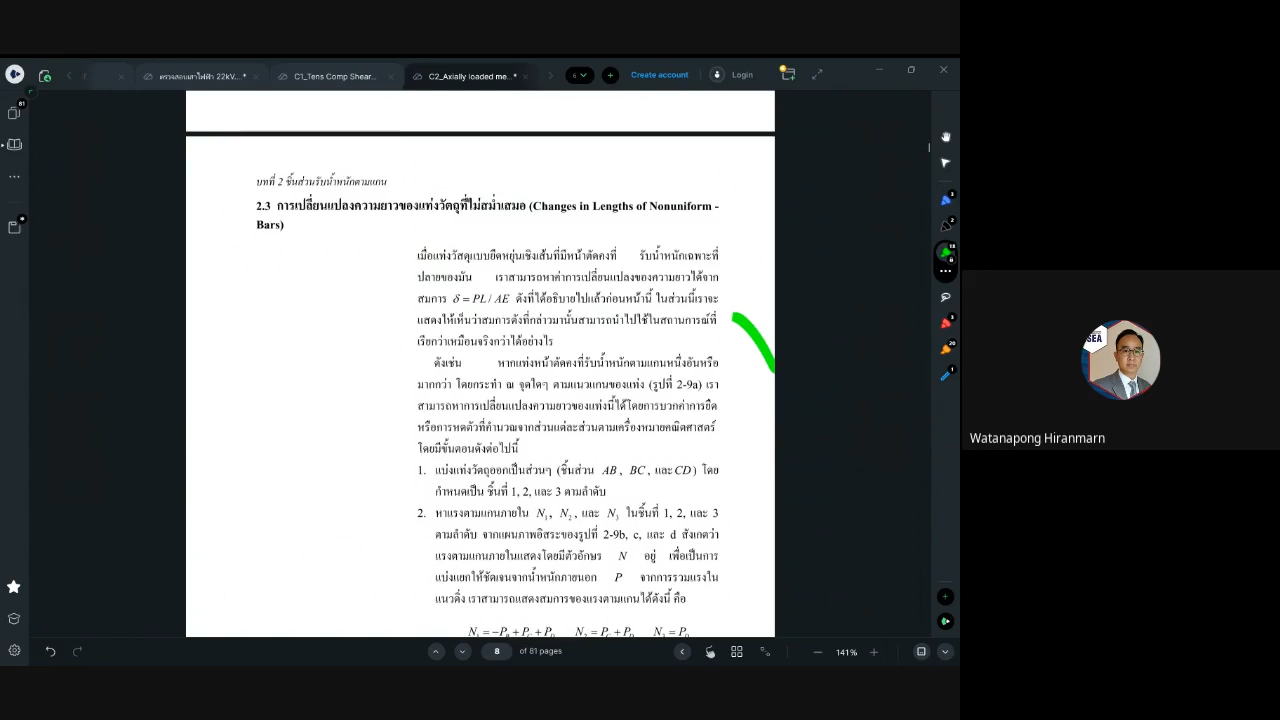 ตรวจสอบเสาไฟฟ้า 22kV...*
C1_Tens Comp Shear...
C2_Axially loaded me...*
6
Create account
Login
81
บทที่ 2 ชิ้นส่วนรับน้ำหนักตามแกน
2.3 การเปลี่ยนแปลงความยาวของแท่งวัตถุที่ไม่สม่ำเสมอ (Changes in Lengths of Nonuniform -
Bars)
เมื่อแท่งวัสดุแบบยืดหยุ่นเชิงเส้นที่มีหน้าตัดคงที่ รับน้ำหนักเฉพาะที่
ปลายของมัน เราสามารถหาค่าการเปลี่ยนแปลงของความยาวได้จาก
สมการ δ = PL / AE ดังที่ได้อธิบายไปแล้วก่อนหน้านี้ ในส่วนนี้เราจะ
แสดงให้เห็นว่าสมการดังที่กล่าวมานั้นสามารถนำไปใช้ในสถานการณ์ที่
เรียกว่าเหมือนจริงกว่าได้อย่างไร
ดังเช่น หากแท่งหน้าตัดคงที่รับน้ำหนักตามแกนหนึ่งอันหรือ
มากกว่า โดยกระทำ ณ จุดใดๆ ตามแนวแกนของแท่ง (รูปที่ 2-9a) เรา
สามารถหาการเปลี่ยนแปลงความยาวของแท่งนี้ได้โดยการบวกค่าการยืด
หรือการหดตัวที่คำนวณจากส่วนแต่ละส่วนตามเครื่องหมายคณิตศาสตร์
โดยมีขั้นตอนดังต่อไปนี้
1. แบ่งแท่งวัตถุออกเป็นส่วนๆ (ชิ้นส่วน AB, BC, และ CD) โดย
กำหนดเป็น ชิ้นที่ 1, 2, และ 3 ตามลำดับ
2. หาแรงตามแกนภายใน N₁, N₂, และ N₃ ในชิ้นที่ 1, 2, และ 3
ตามลำดับ จากแผนภาพอิสระของรูปที่ 2-9b, c, และ d สังเกตว่า
แรงตามแกนภายในแสดงโดยมีตัวอักษร N อยู่ เพื่อเป็นการ
แบ่งแยกให้ชัดเจนจากน้ำหนักภายนอก P จากการรวมแรงใน
แนวดิ่ง เราสามารถแสดงสมการของแรงตามแกนได้ดังนี้ คือ
8
of 81 pages
141%
SEA
Watanapong Hiranmarn